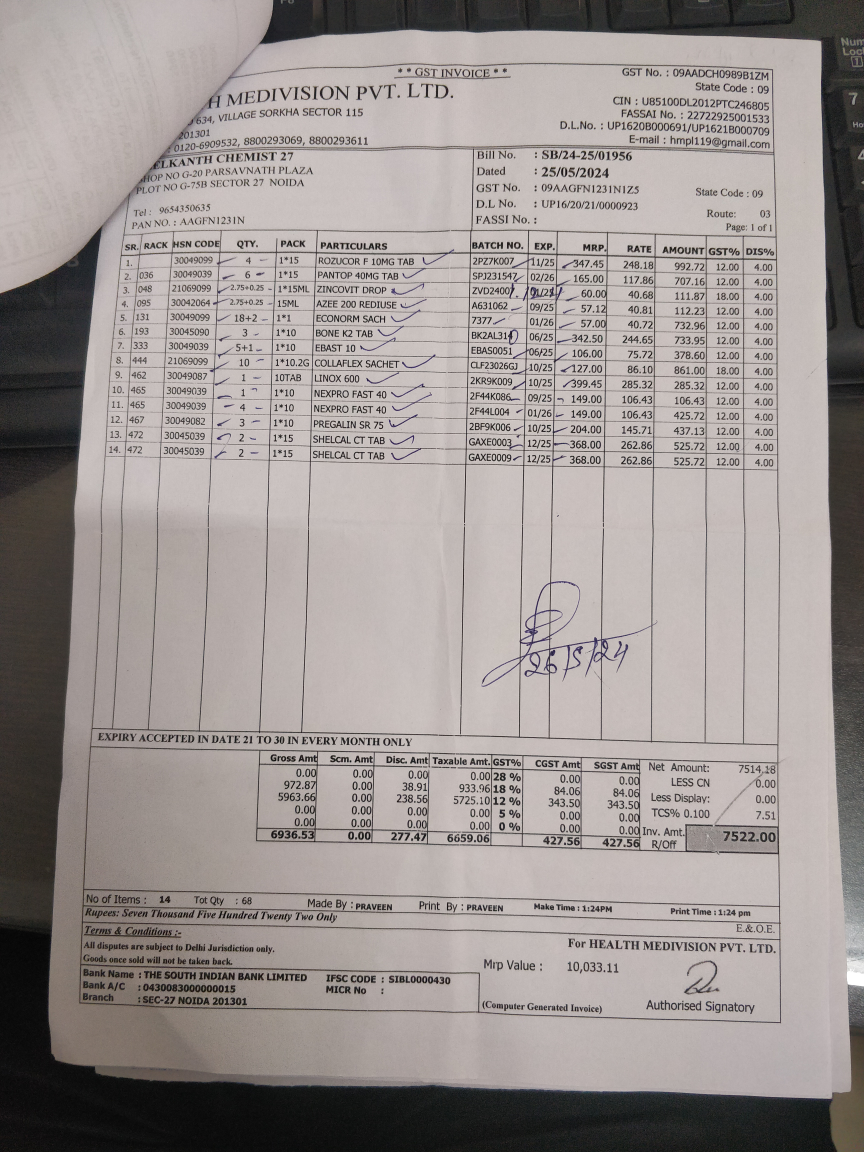 * * GST INVOICE * *
GST No. : 09AADCH0989B1ZM
State Code : 09
H MEDIVISION PVT. LTD.
CIN : U85100DL2012PTC246805
634, VILLAGE SORKHA SECTOR 115
FASSAI No. : 22722925001533
201301
D.L.No. : UP1620B000691/UP1621B000709
: 0120-6909532, 8800293069, 8800293611
E-mail : hmpl119@gmail.com
ELKANTH CHEMIST 27
HOP NO G-20 PARSAVNATH PLAZA
PLOT NO G-75B SECTOR 27 NOIDA
Tel : 9654350635
PAN NO. : AAGFN1231N
Bill No. : SB/24-25/01956
Dated : 25/05/2024
GST No. : 09AAGFN1231N1Z5 State Code : 09
D.L No. : UP16/20/21/0000923
FASSI No. : Route: 03
Page: 1 of 1
SR. RACK HSN CODE QTY. PACK PARTICULARS BATCH NO. EXP. MRP. RATE AMOUNT GST% DIS%
1. 30049099 4 1*15 ROZUCOR F 10MG TAB 2PZ7K007 11/25 347.45 248.18 992.72 12.00 4.00
2. 036 30049039 6 1*15 PANTOP 40MG TAB SPJ231547 02/26 165.00 117.86 707.16 12.00 4.00
3. 048 21069099 2.75+0.25 1*15ML ZINCOVIT DROP ZVD2400 60.00 40.68 111.87 18.00 4.00
4. 095 30042064 2.75+0.25 15ML AZEE 200 REDIUSE A631062 09/25 57.12 40.81 112.23 12.00 4.00
5. 131 30049099 18+2 1*1 ECONORM SACH 7377 01/26 57.00 40.72 732.96 12.00 4.00
6. 193 30045090 3 1*10 BONE K2 TAB BK2AL31 06/25 342.50 244.65 733.95 12.00 4.00
7. 333 30049039 5+1 1*10 EBAST 10 EBAS0051 06/25 106.00 75.72 378.60 12.00 4.00
8. 444 21069099 10 1*10.2G COLLAFLEX SACHET CLF23026GJ 10/25 127.00 86.10 861.00 18.00 4.00
9. 462 30049087 1 10TAB LINOX 600 2KR9K009 10/25 399.45 285.32 285.32 12.00 4.00
10. 465 30049039 1 1*10 NEXPRO FAST 40 2F44K086 09/25 149.00 106.43 106.43 12.00 4.00
11. 465 30049039 4 1*10 NEXPRO FAST 40 2F44L004 01/26 149.00 106.43 425.72 12.00 4.00
12. 467 30049082 3 1*10 PREGALIN SR 75 2BF9K006 10/25 204.00 145.71 437.13 12.00 4.00
13. 472 30045039 2 1*15 SHELCAL CT TAB GAXE0003 12/25 368.00 262.86 525.72 12.00 4.00
14. 472 30045039 2 1*15 SHELCAL CT TAB GAXE0009 12/25 368.00 262.86 525.72 12.00 4.00
26/5/24
EXPIRY ACCEPTED IN DATE 21 TO 30 IN EVERY MONTH ONLY
Gross Amt Scm. Amt Disc. Amt Taxable Amt. GST% CGST Amt SGST Amt
0.00 0.00 0.00 0.00 28 % 0.00 0.00
972.87 0.00 38.91 933.96 18 % 84.06 84.06
5963.66 0.00 238.56 5725.10 12 % 343.50 343.50
0.00 0.00 0.00 0.00 5 % 0.00 0.00
0.00 0.00 0.00 0.00 0 % 0.00 0.00
6936.53 0.00 277.47 6659.06 427.56 427.56
Net Amount: 7514.18
LESS CN 0.00
Less Display: 0.00
TCS% 0.100 7.51
Inv. Amt. 7522.00
R/Off
No of Items : 14 Tot Qty : 68 Made By : PRAVEEN Print By : PRAVEEN Make Time : 1:24PM Print Time : 1:24 pm
Rupees: Seven Thousand Five Hundred Twenty Two Only
E.&O.E.
Terms & Conditions :-
All disputes are subject to Delhi Jurisdiction only.
Goods once sold will not be taken back.
For HEALTH MEDIVISION PVT. LTD.
Mrp Value : 10,033.11
Bank Name : THE SOUTH INDIAN BANK LIMITED IFSC CODE : SIBL0000430
Bank A/C : 0430083000000015 MICR No :
Branch : SEC-27 NOIDA 201301
(Computer Generated Invoice) Authorised Signatory